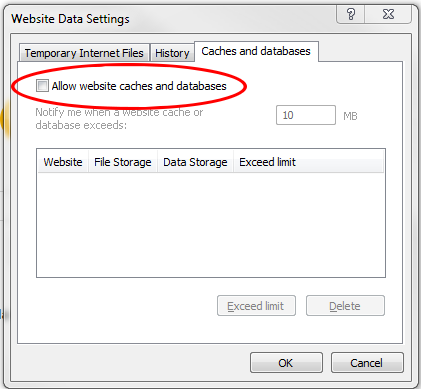 Website Data Settings
Temporary Internet Files History Caches and databases
Allow website caches and databases
Notify me when a website cache or
database exceeds:
10 MB
Website File Storage Data Storage Exceed limit
Exceed limit Delete
OK Cancel